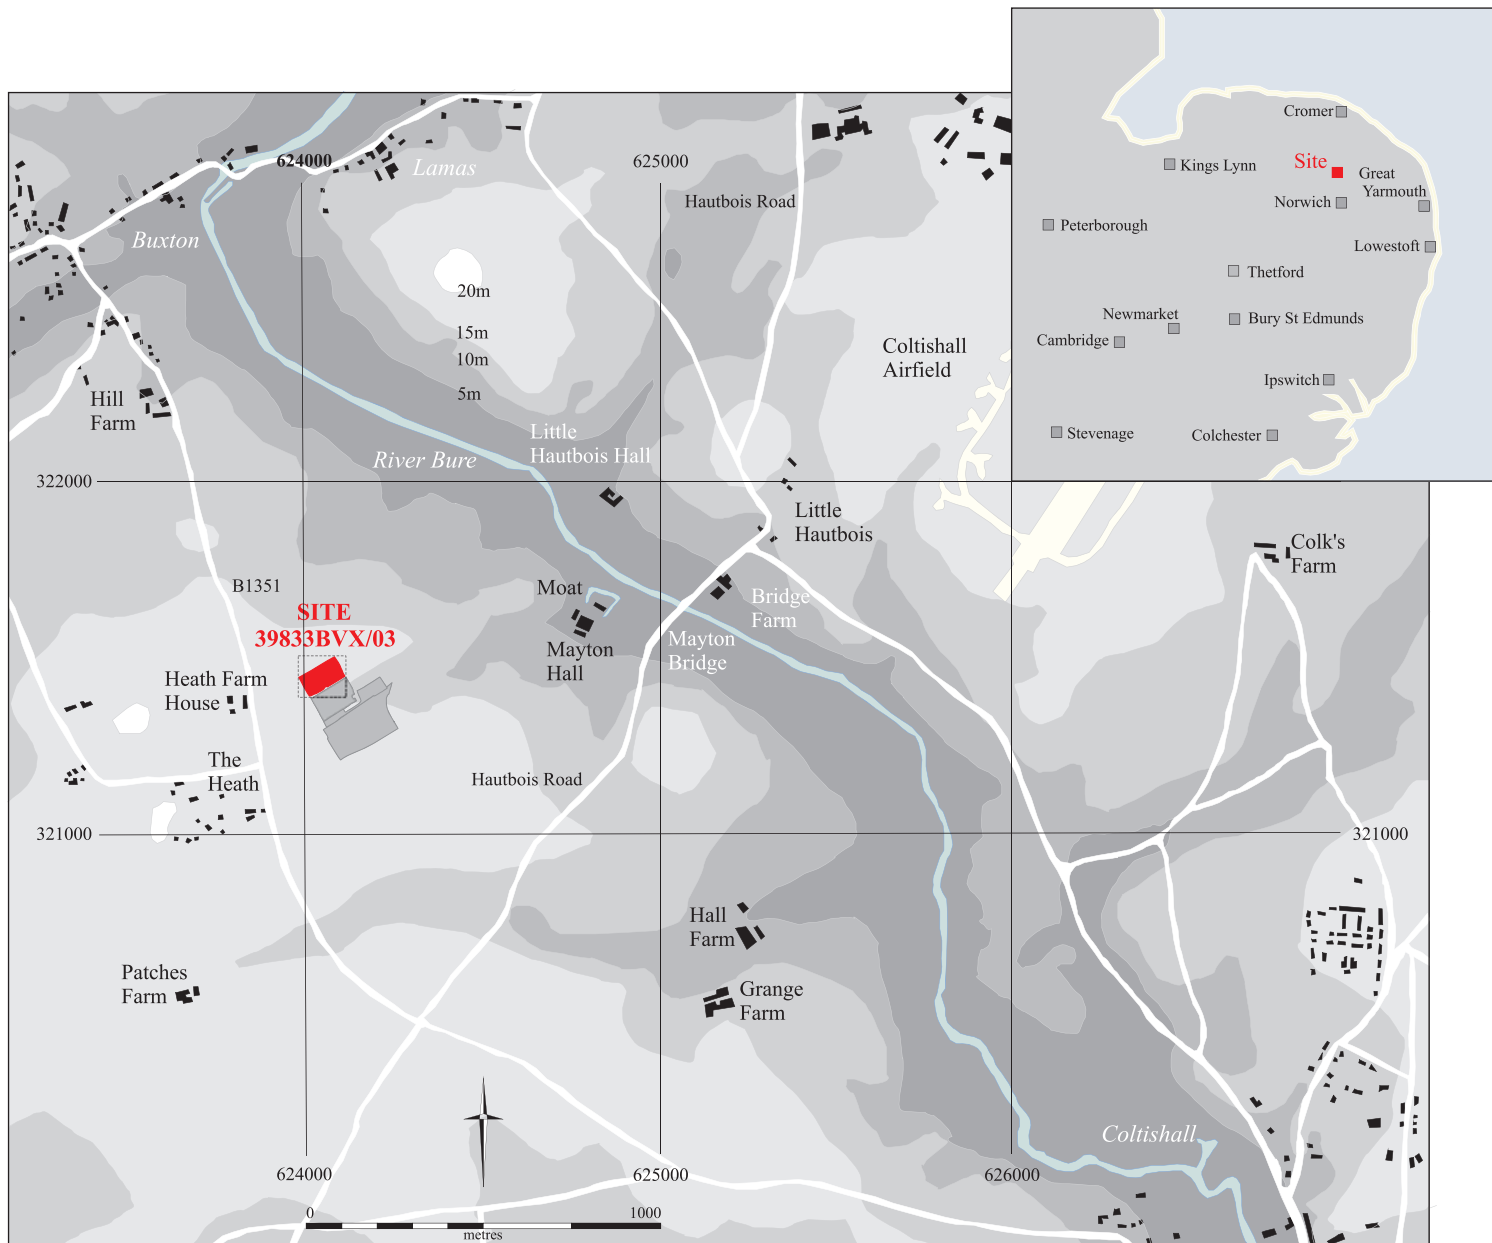 Cromer
Site
Kings Lynn
Great
Yarmouth
Norwich
Peterborough
Lowestoft
Thetford
Newmarket
Bury St Edmunds
Cambridge
Ipswich
Stevenage
Colchester
624000
625000
Lamas
Hautbois Road
Buxton
20m
15m
10m
5m
Coltishall
Airfield
Hill
Farm
Little
Hautbois Hall
River Bure
322000
Little
Hautbois
Colk's
Farm
B1351
Moat
Bridge
Farm
SITE
39833BVX/03
Mayton
Bridge
Mayton
Hall
Heath Farm
House
The
Heath
Hautbois Road
321000
321000
Hall
Farm
Patches
Farm
Grange
Farm
Coltishall
624000
625000
626000
0
1000
metres